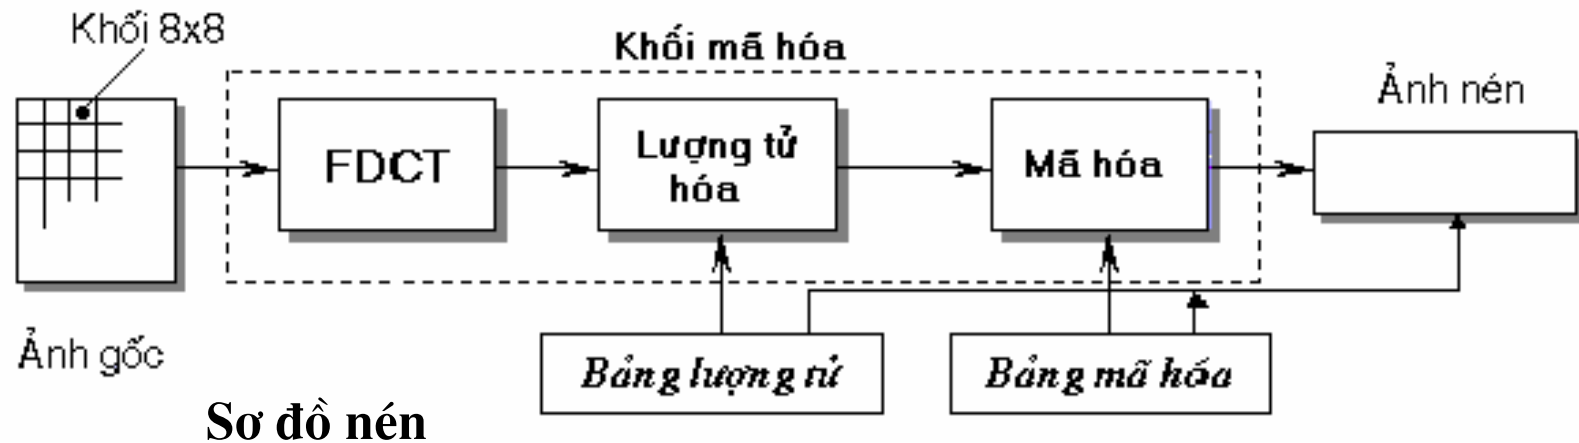 Khối 8x8
Khối mã hóa
Ảnh nén
FDCT
Lượng tử
hóa
Mã hóa
Ảnh gốc
Bảng lượng tử
Bảng mã hóa
Sơ đồ nén